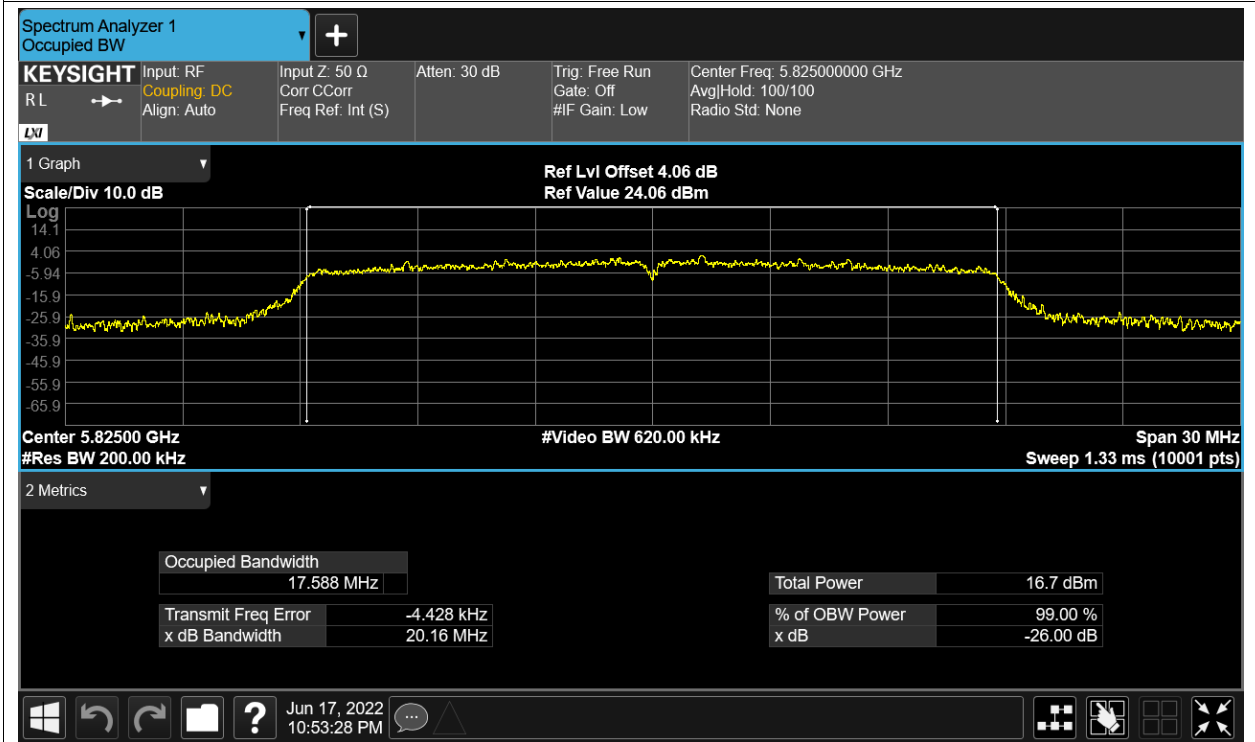 Spectrum Analyzer 1
Occupied BW
KEYSIGHT
R L
LXI
Input: RF
Coupling: DC
Align: Auto
Input Z: 50 Ω
Corr CCorr
Freq Ref: Int (S)
Atten: 30 dB
Trig: Free Run
Gate: Off
#IF Gain: Low
Center Freq: 5.825000000 GHz
Avg|Hold: 100/100
Radio Std: None
1 Graph
Scale/Div 10.0 dB
Ref Lvl Offset 4.06 dB
Ref Value 24.06 dBm
Log
14.1
4.06
-5.94
-15.9
-25.9
-35.9
-45.9
-55.9
-65.9
Center 5.82500 GHz
#Video BW 620.00 kHz
Span 30 MHz
#Res BW 200.00 kHz
Sweep 1.33 ms (10001 pts)
2 Metrics
Occupied Bandwidth
17.588 MHz
Total Power 16.7 dBm
Transmit Freq Error -4.428 kHz
% of OBW Power 99.00 %
x dB Bandwidth 20.16 MHz
x dB -26.00 dB
?
Jun 17, 2022
10:53:28 PM